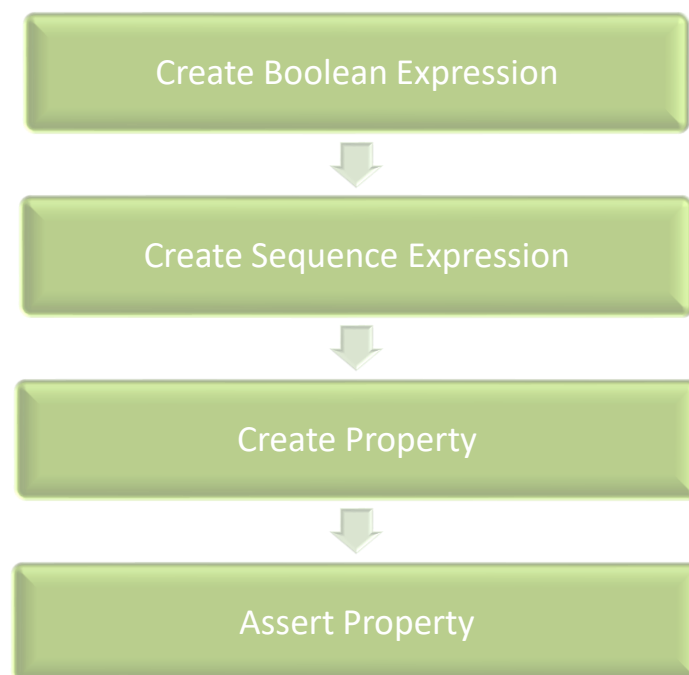 Create Boolean Expression
Create Sequence Expression
Create Property
Assert Property